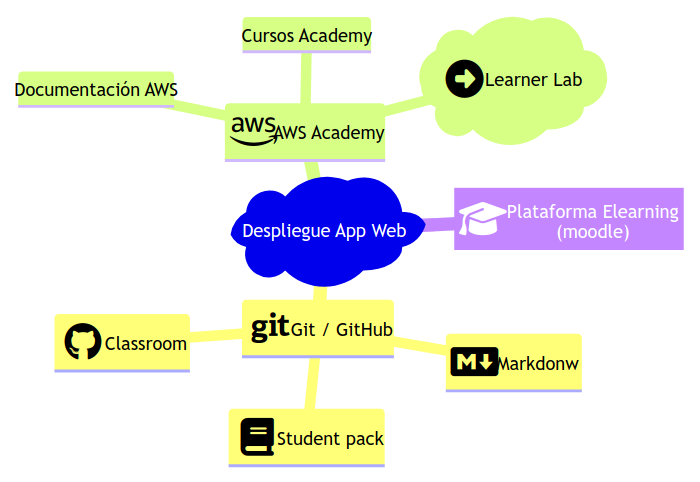 Cursos Academy
Documentación AWS
Learner Lab
aws AWS Academy
Despliegue App Web
Plataforma Elearning
(moodle)
git Git / GitHub
Classroom
M Markdonw
Student pack